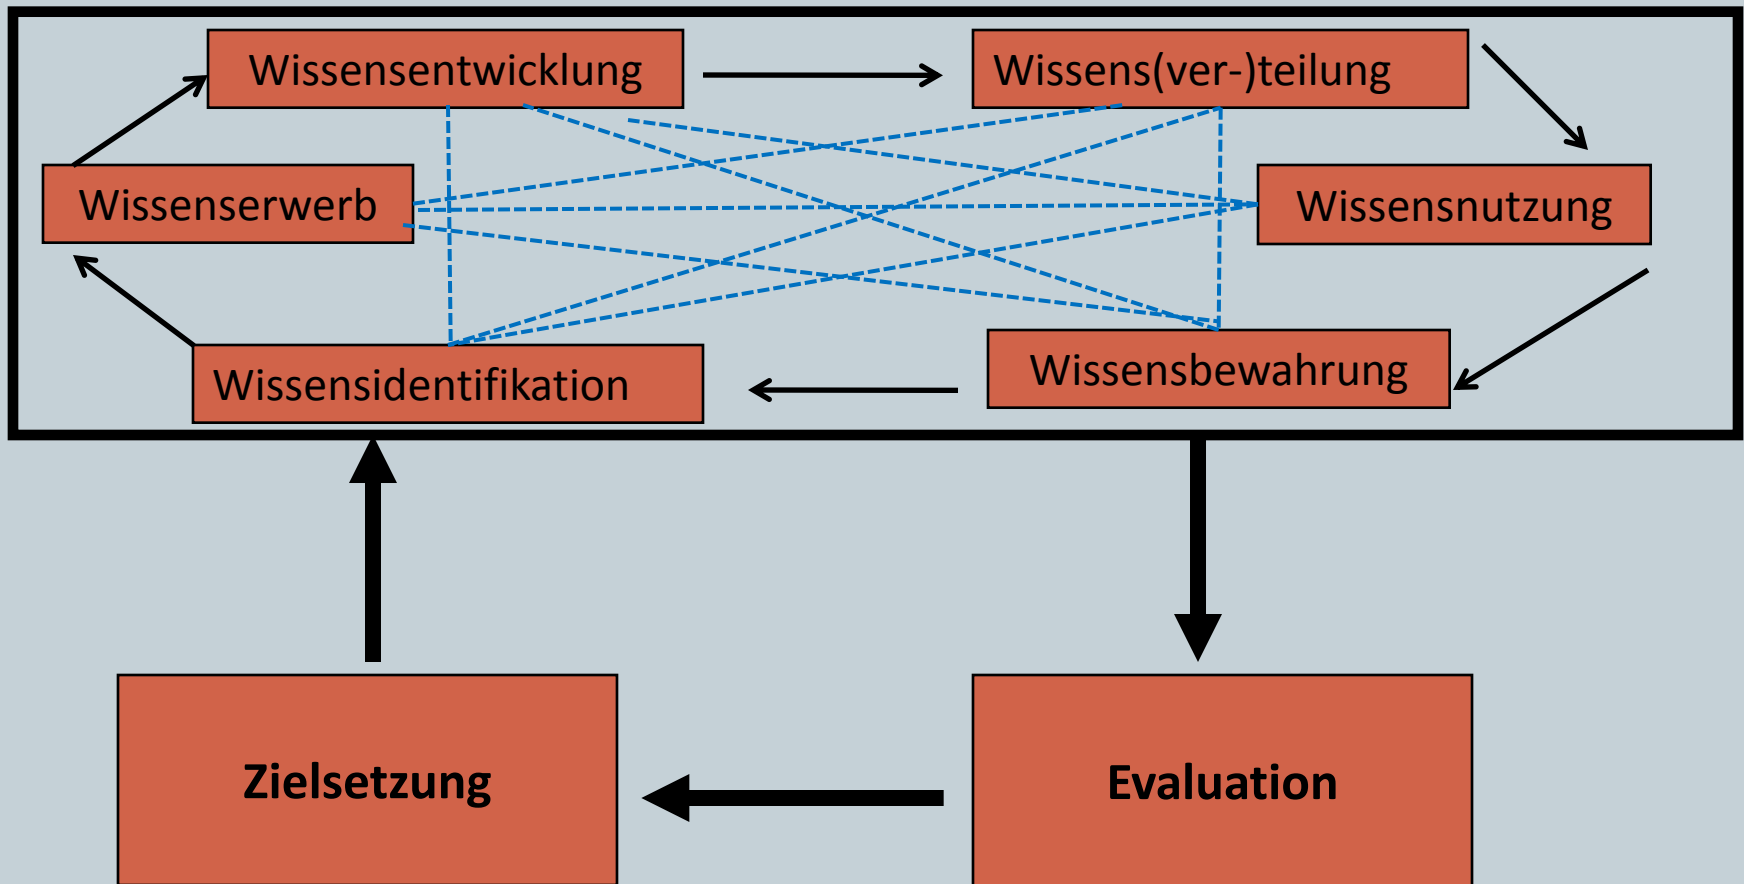 Wissensentwicklung
Wissens(ver-)teilung
Wissenserwerb
Wissensnutzung
Wissensidentifikation
Wissensbewahrung
Zielsetzung
Evaluation